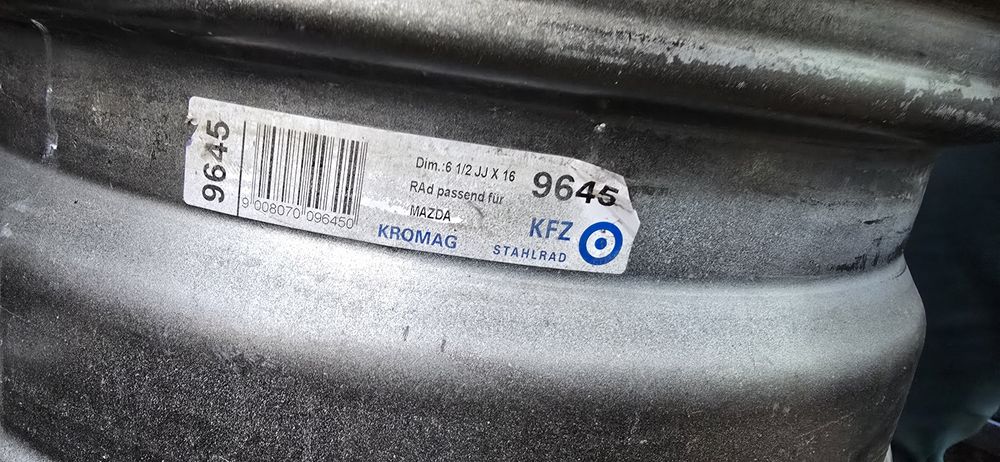 9645
9 008070 096450
Dim.:6 1/2 JJ X 16
RAd passend für
MAZDA
KROMAG
9645
KFZ
STAHLRAD